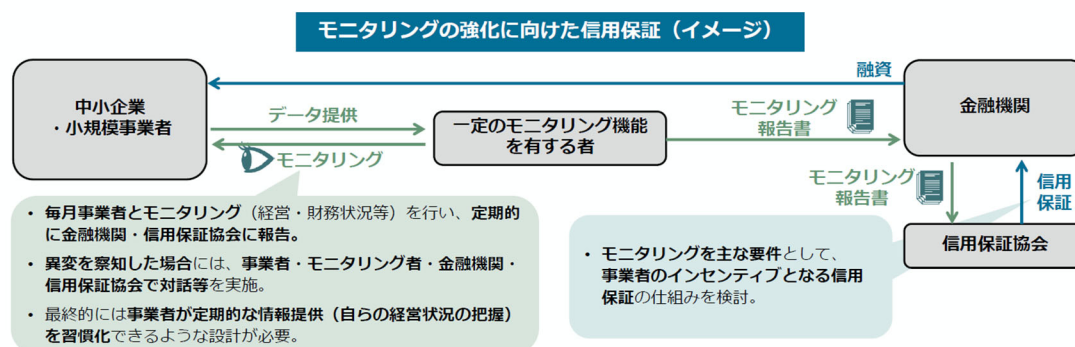 モニタリングの強化に向けた信用保証（イメージ）
融資
中小企業
・小規模事業者
データ提供
モニタリング
一定のモニタリング機能
を有する者
モニタリング
報告書
金融機関
モニタリング
報告書
信用
保証
信用保証協会
• 毎月事業者とモニタリング（経営・財務状況等）を行い、定期的
に金融機関・信用保証協会に報告。
• 異変を察知した場合には、事業者・モニタリング者・金融機関・
信用保証協会で対話等を実施。
• 最終的には事業者が定期的な情報提供（自らの経営状況の把握）
を習慣化できるような設計が必要。
• モニタリングを主な要件として、
事業者のインセンティブとなる信用
保証の仕組みを検討。